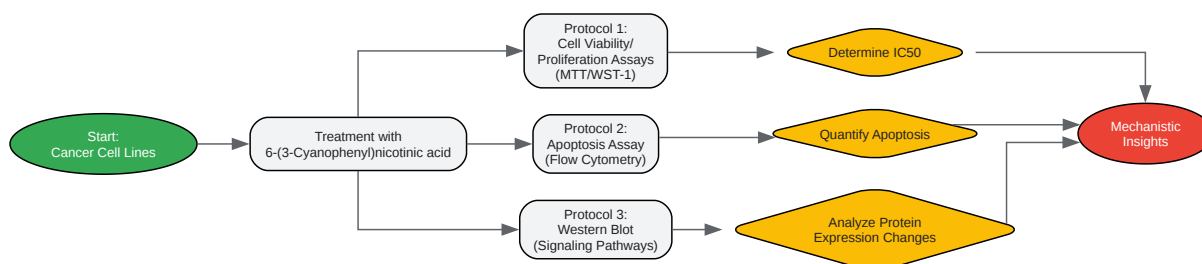 Start:
Cancer Cell Lines
Treatment with
6-(3-Cyanophenyl)nicotinic acid
Protocol 1:
Cell Viability/
Proliferation Assays
(MTT/WST-1)
Determine IC50
Protocol 2:
Apoptosis Assay
(Flow Cytometry)
Quantify Apoptosis
Protocol 3:
Western Blot
(Signaling Pathways)
Analyze Protein
Expression Changes
Mechanistic
Insights